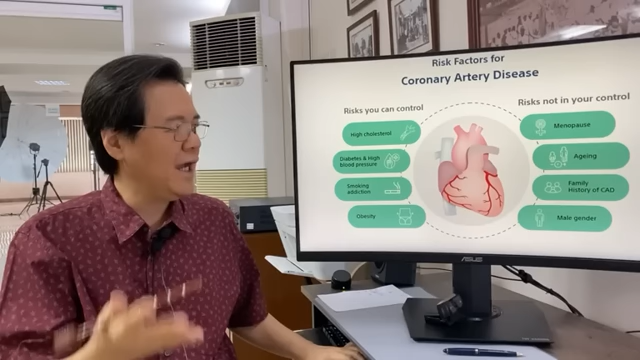 Risk Factors for
Coronary Artery Disease
Risks you can control
High cholesterol
Diabetes & High
blood pressure
Smoking
addiction
Obesity
Risks not in your control
Menopause
Ageing
Family
History of CAD
Male gender
ASUS